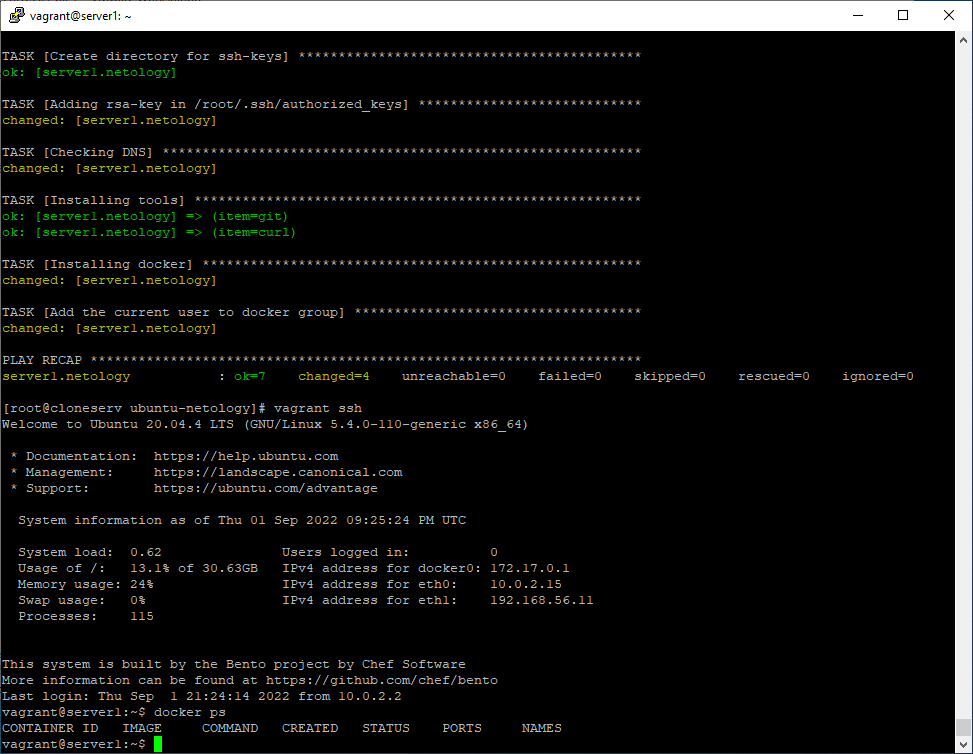 vagrant@server1: ~
TASK [Create directory for ssh-keys] *******************************************
ok: [server1.netology]
TASK [Adding rsa-key in /root/.ssh/authorized_keys] ****************************
changed: [server1.netology]
TASK [Checking DNS] ************************************************************
changed: [server1.netology]
TASK [Installing tools] ********************************************************
ok: [server1.netology] => (item=git)
ok: [server1.netology] => (item=curl)
TASK [Installing docker] *******************************************************
changed: [server1.netology]
TASK [Add the current user to docker group] ************************************
changed: [server1.netology]
PLAY RECAP *********************************************************************
server1.netology           : ok=7    changed=4    unreachable=0    failed=0    skipped=0    rescued=0    ignored=0
[root@cloneserv ubuntu-netology]# vagrant ssh
Welcome to Ubuntu 20.04.4 LTS (GNU/Linux 5.4.0-110-generic x86_64)
 * Documentation:  https://help.ubuntu.com
 * Management:     https://landscape.canonical.com
 * Support:        https://ubuntu.com/advantage
  System information as of Thu 01 Sep 2022 09:25:24 PM UTC
  System load:  0.62               Users logged in:          0
  Usage of /:   13.1% of 30.63GB   IPv4 address for docker0: 172.17.0.1
  Memory usage: 24%                IPv4 address for eth0:    10.0.2.15
  Swap usage:   0%                 IPv4 address for eth1:    192.168.56.11
  Processes:    115
This system is built by the Bento project by Chef Software
More information can be found at https://github.com/chef/bento
Last login: Thu Sep  1 21:24:14 2022 from 10.0.2.2
vagrant@server1:~$ docker ps
CONTAINER ID   IMAGE     COMMAND   CREATED   STATUS    PORTS     NAMES
vagrant@server1:~$